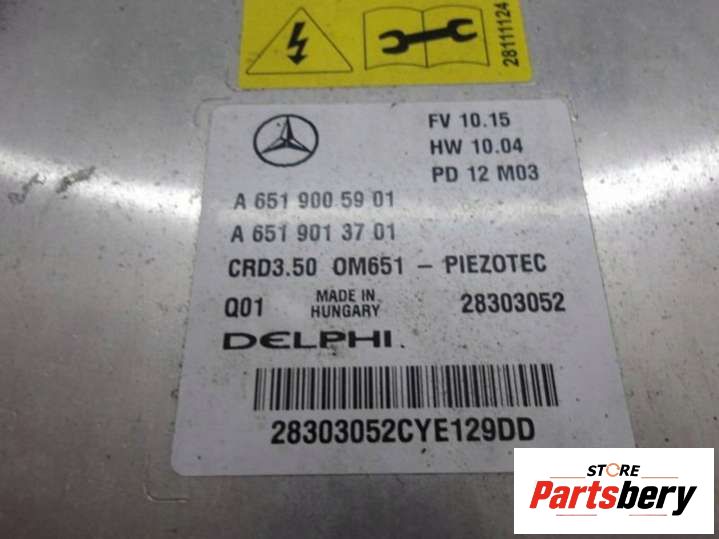 28111124
FV 10.15
HW 10.04
PD 12 M03
A 651 900 59 01
A 651 901 37 01
CRD3.50 OM651 – PIEZOTEC
Q01 MADE IN HUNGARY 28303052
DELPHI
28303052CYE129DD
STORE
Partsbery